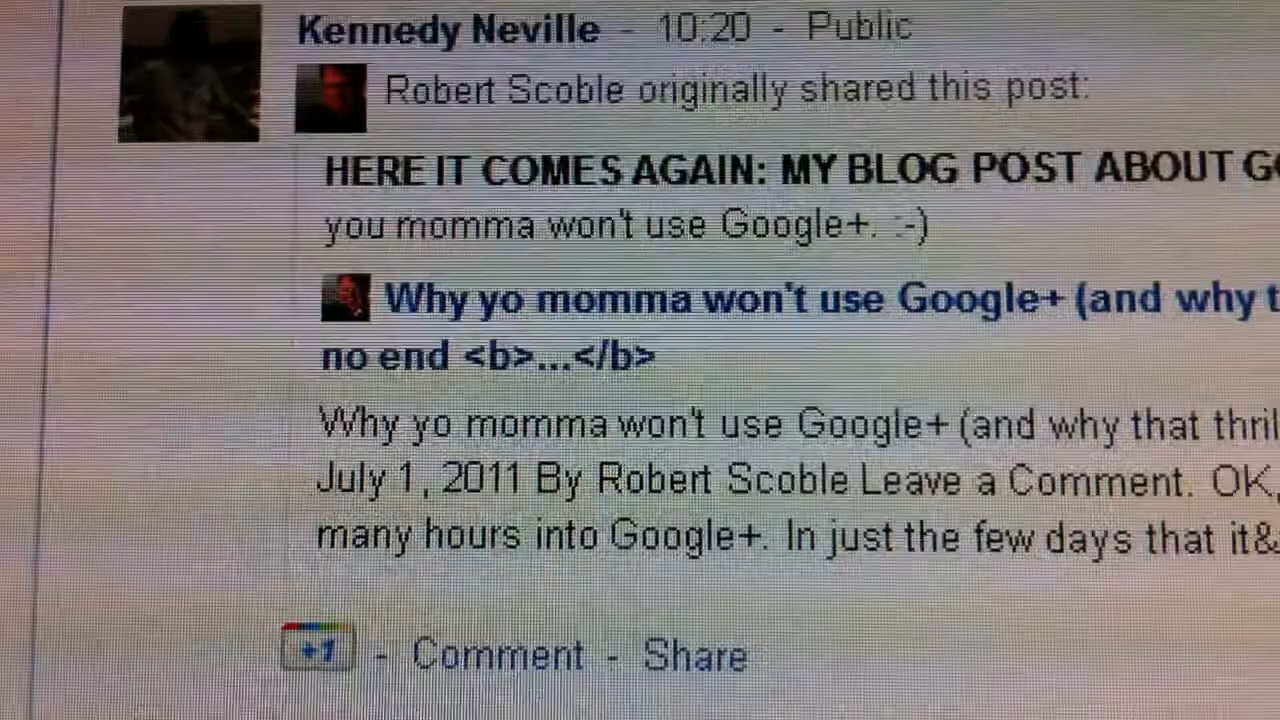 Kennedy Neville - 10:20 - Public
Robert Scoble originally shared this post:
HERE IT COMES AGAIN: MY BLOG POST ABOUT
you momma won't use Google+. :-)
Why yo momma won't use Google+ (and why
no end <b>...</b>
Why yo momma won't use Google+ (and why that
July 1, 2011 By Robert Scoble Leave a Comment. OK,
many hours into Google+. In just the few days that it&
+1 - Comment - Share